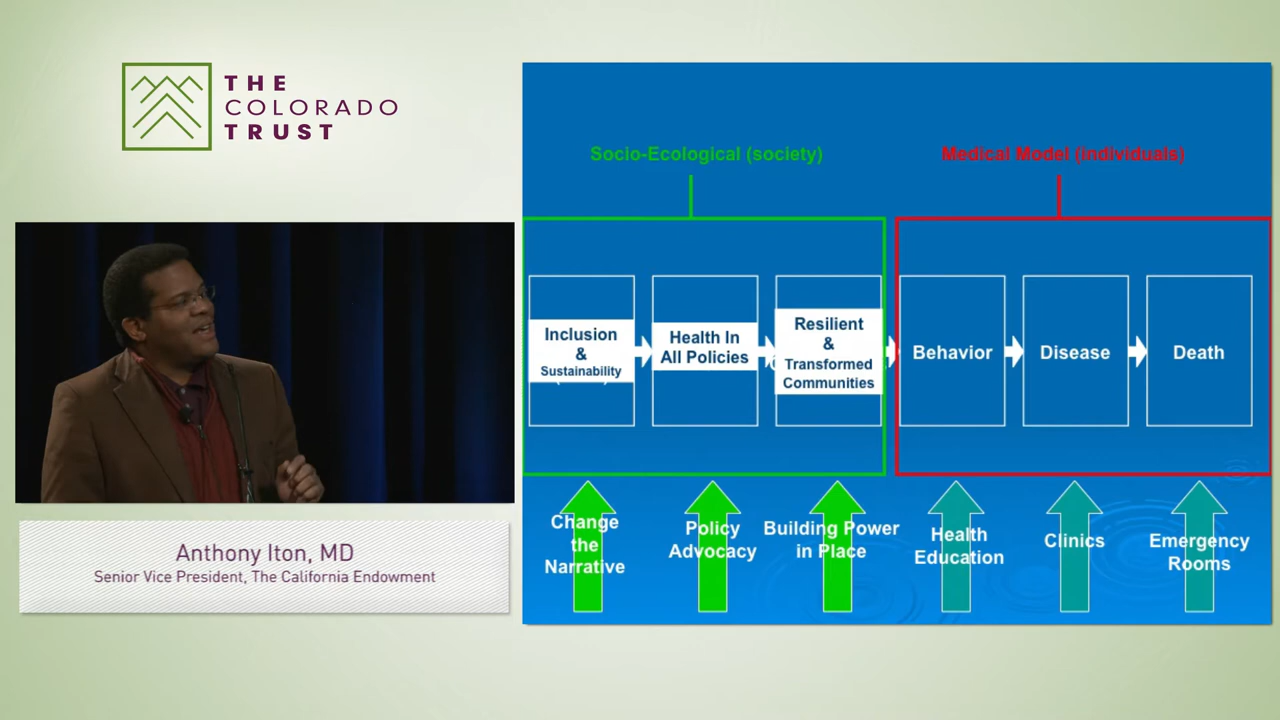 THE
COLORADO
TRUST
Anthony Iton, MD
Senior Vice President, The California Endowment
Socio-Ecological (society)
Medical Model (individuals)
Inclusion
&
Sustainability
Health In
All Policies
Resilient
&
Transformed
Communities
Behavior
Disease
Death
Change
the
Narrative
Policy
Advocacy
Building Power
in Place
Health
Education
Clinics
Emergency
Rooms